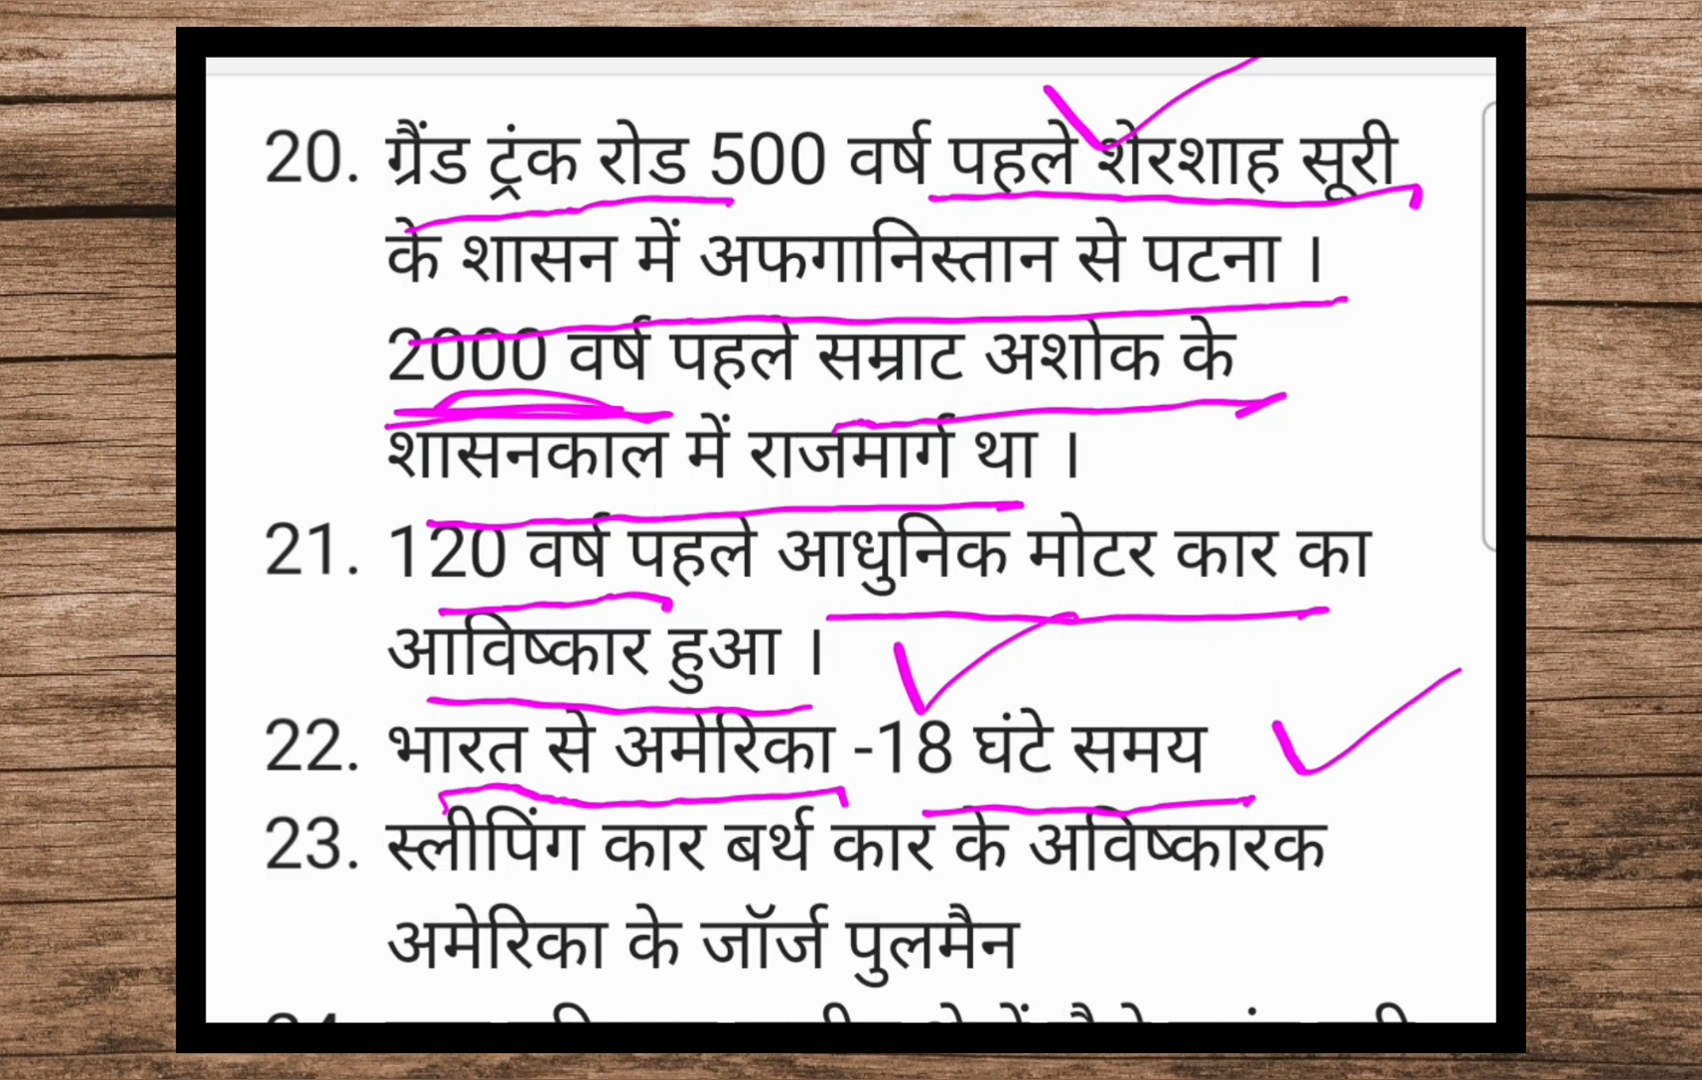 20. ग्रैंड ट्रंक रोड 500 वर्ष पहले शेरशाह सूरी
के शासन में अफगानिस्तान से पटना ।
2000 वर्ष पहले सम्राट अशोक के
शासनकाल में राजमार्ग था ।
21. 120 वर्ष पहले आधुनिक मोटर कार का
आविष्कार हुआ ।
22. भारत से अमेरिका -18 घंटे समय
23. स्लीपिंग कार बर्थ कार के अविष्कारक
अमेरिका के जॉर्ज पुलमैन